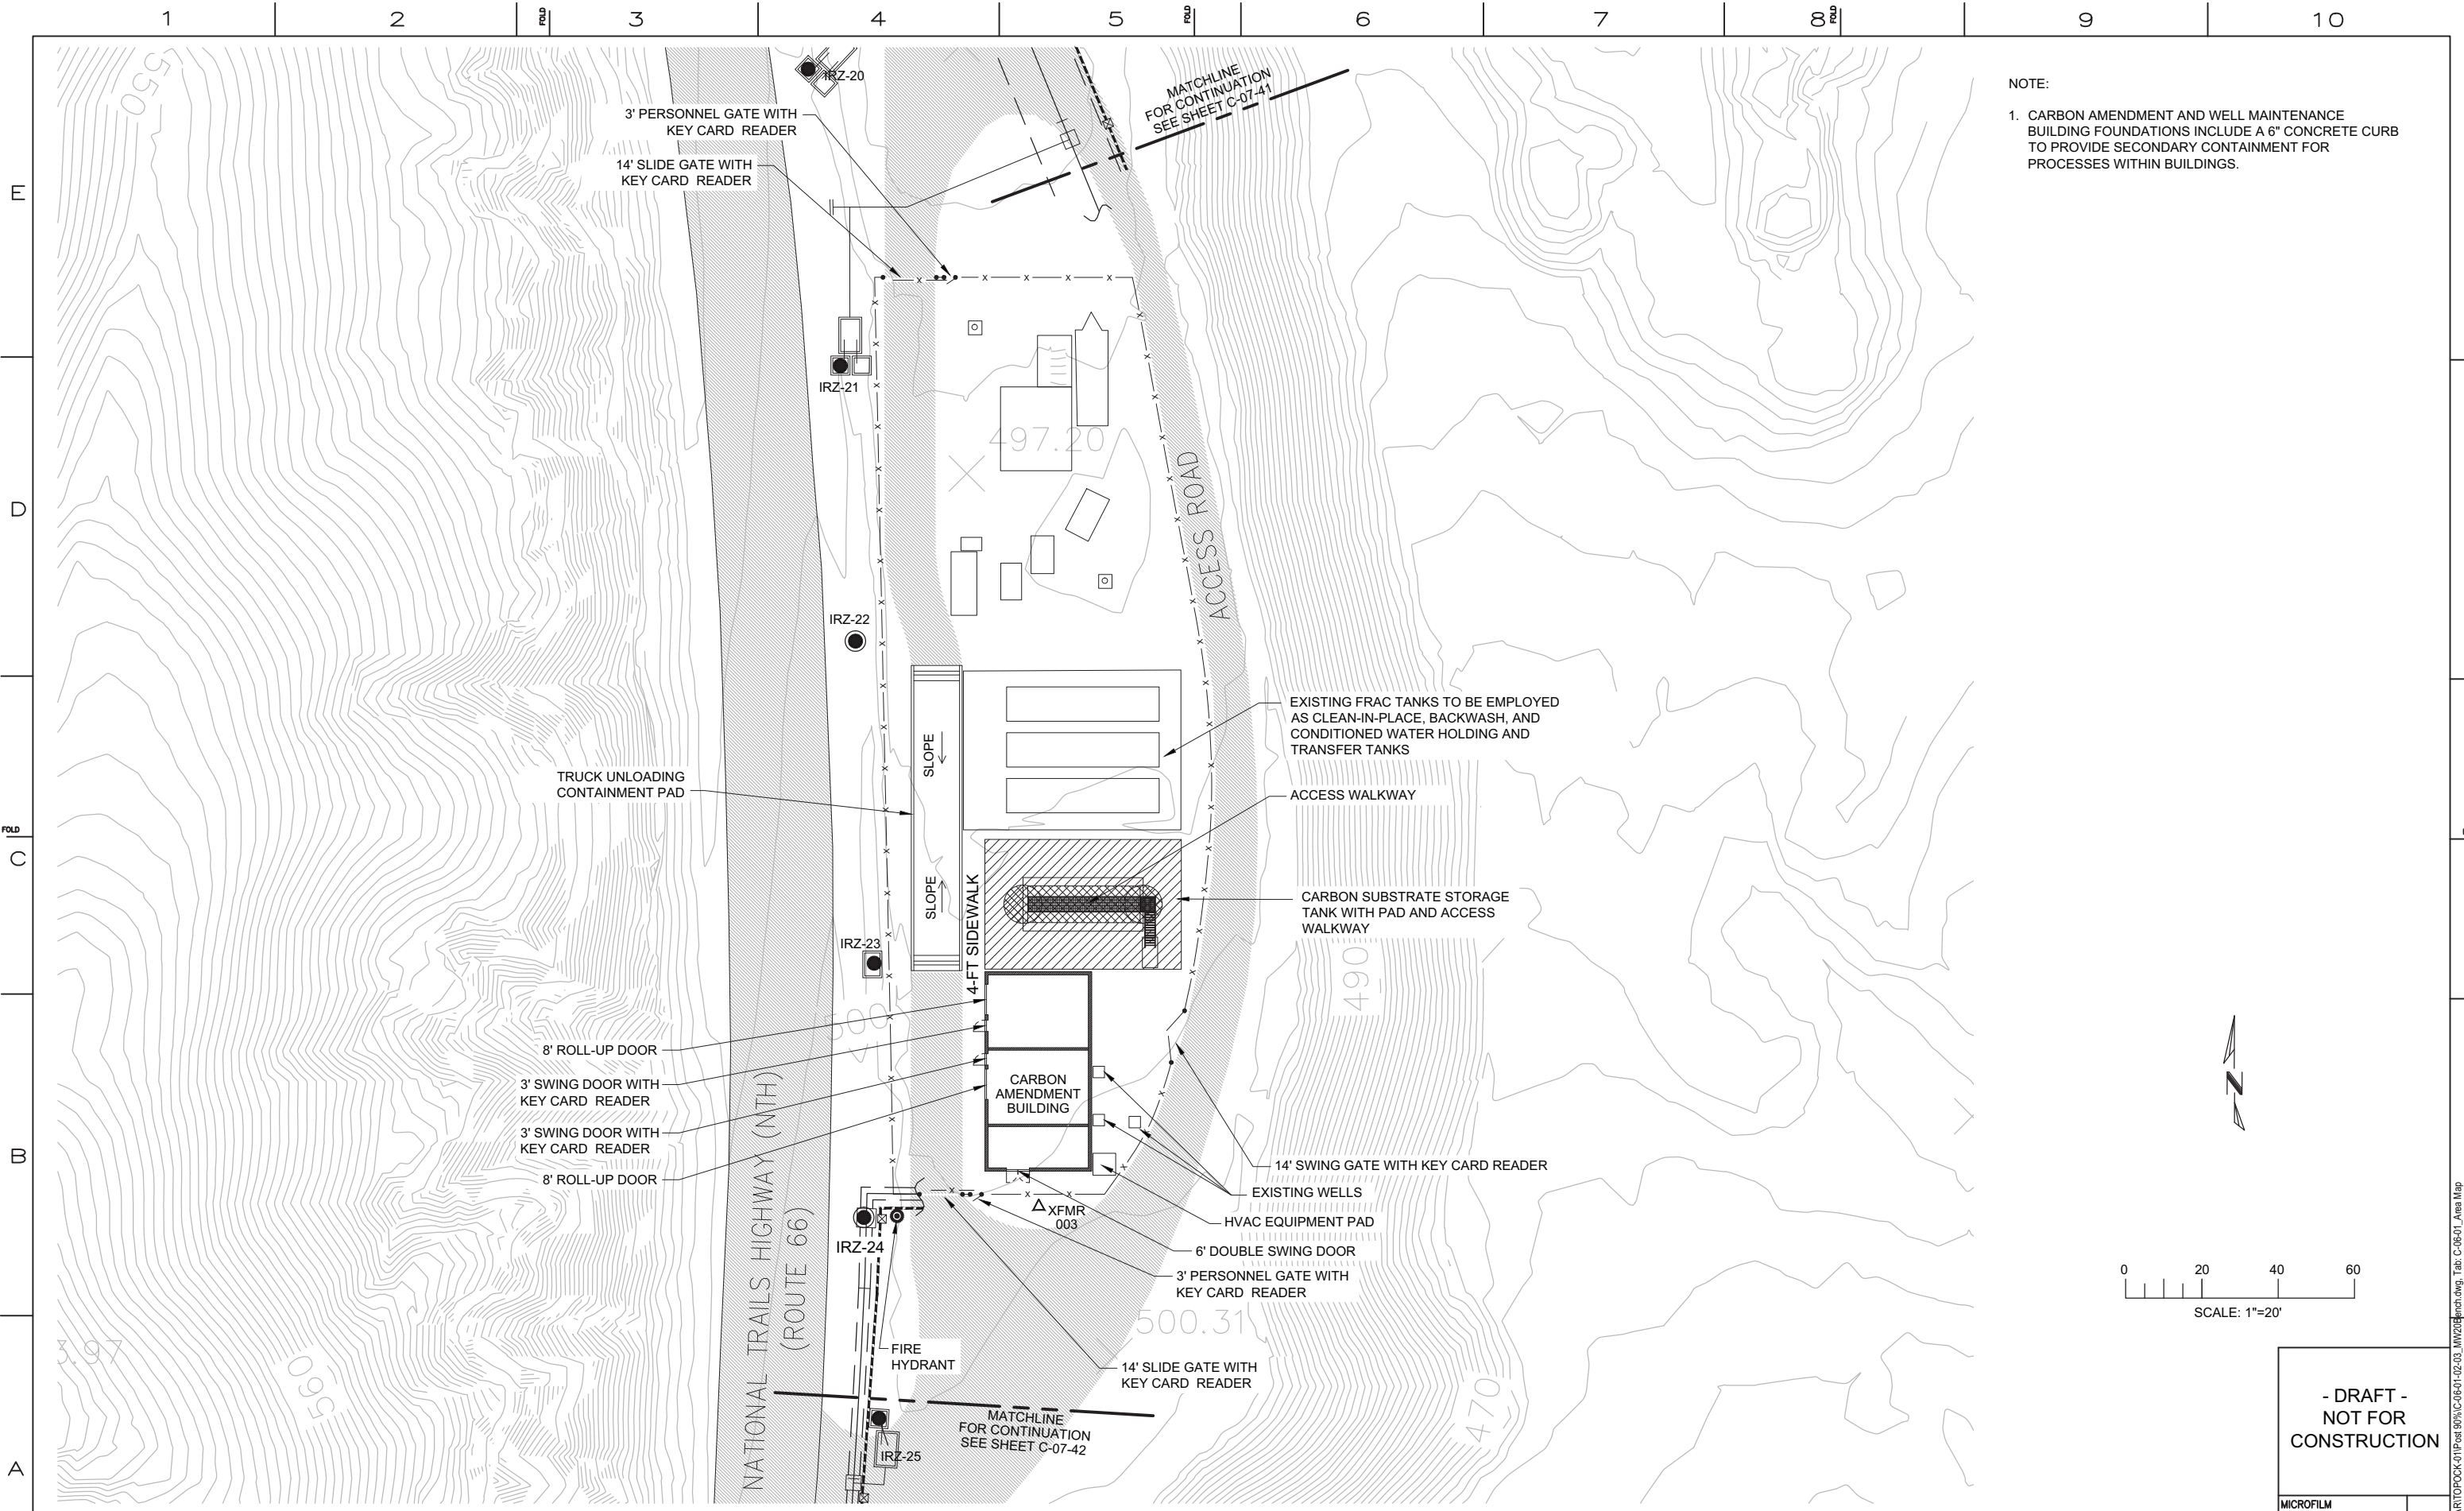 1 2 FOLD 3 4 5 FOLD 6 7 8 FOLD 9 10
E
D
FOLD
C
B
A
550
IRZ-20
3' PERSONNEL GATE WITH
KEY CARD READER
14' SLIDE GATE WITH
KEY CARD READER
MATCHLINE
FOR CONTINUATION
SEE SHEET C-07-41
NOTE:
1. CARBON AMENDMENT AND WELL MAINTENANCE
BUILDING FOUNDATIONS INCLUDE A 6" CONCRETE CURB
TO PROVIDE SECONDARY CONTAINMENT FOR
PROCESSES WITHIN BUILDINGS.
IRZ-21
497.20
ACCESS ROAD
IRZ-22
EXISTING FRAC TANKS TO BE EMPLOYED
AS CLEAN-IN-PLACE, BACKWASH, AND
CONDITIONED WATER HOLDING AND
TRANSFER TANKS
SLOPE
TRUCK UNLOADING
CONTAINMENT PAD
ACCESS WALKWAY
SLOPE
4-FT SIDEWALK
CARBON SUBSTRATE STORAGE
TANK WITH PAD AND ACCESS
WALKWAY
IRZ-23
490
500
8' ROLL-UP DOOR
3' SWING DOOR WITH
KEY CARD READER
3' SWING DOOR WITH
KEY CARD READER
8' ROLL-UP DOOR
CARBON
AMENDMENT
BUILDING
N
14' SWING GATE WITH KEY CARD READER
EXISTING WELLS
XFMR
003
HVAC EQUIPMENT PAD
IRZ-24
6' DOUBLE SWING DOOR
3' PERSONNEL GATE WITH
KEY CARD READER
NATIONAL TRAILS HIGHWAY (NTH)
(ROUTE 66)
500.31
3.97
560
FIRE
HYDRANT
14' SLIDE GATE WITH
KEY CARD READER
470
MATCHLINE
FOR CONTINUATION
SEE SHEET C-07-42
IRZ-25
0 20 40 60
SCALE: 1"=20'
- DRAFT -
NOT FOR
CONSTRUCTION
MICROFILM